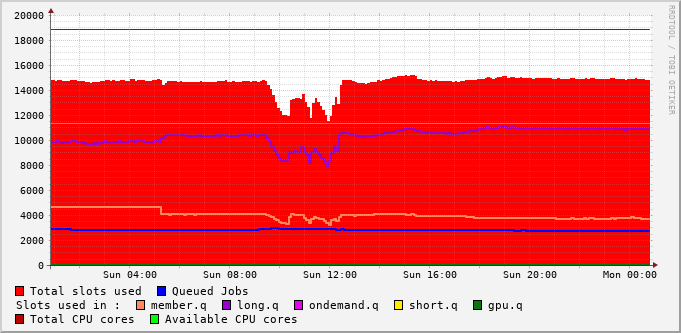 20000
18000
16000
14000
12000
10000
8000
6000
4000
2000
0
Sun 04:00 Sun 08:00 Sun 12:00 Sun 16:00 Sun 20:00 Mon 00:00
Total slots used Queued Jobs
Slots used in : member.q long.q ondemand.q short.q gpu.q
Total CPU cores Available CPU cores
RRDTOOL / TOBI OETIKER